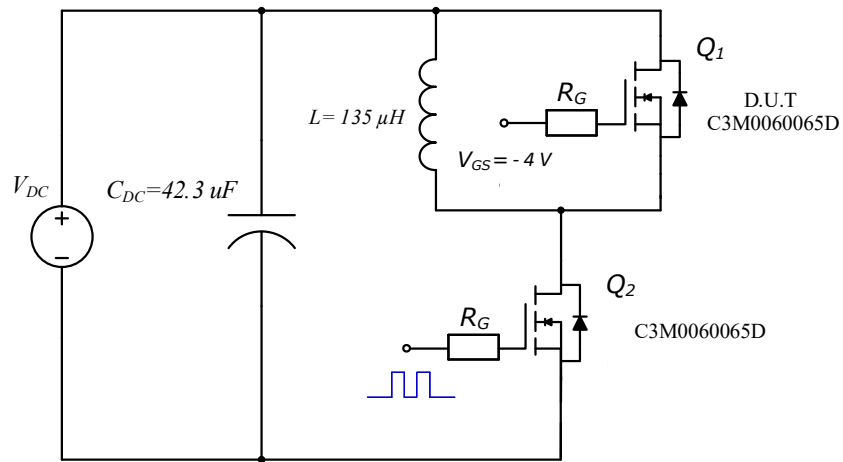 Q1
RG
D.U.T
C3M0060065D
L= 135 μH
VGS = - 4 V
VDC
+
−
CDC=42.3 uF
Q2
RG
C3M0060065D